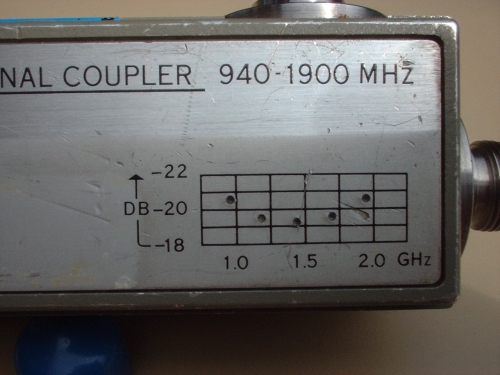 NAL COUPLER 940-1900 MHZ
-22
DB-20
-18
1.0 1.5 2.0 GHz